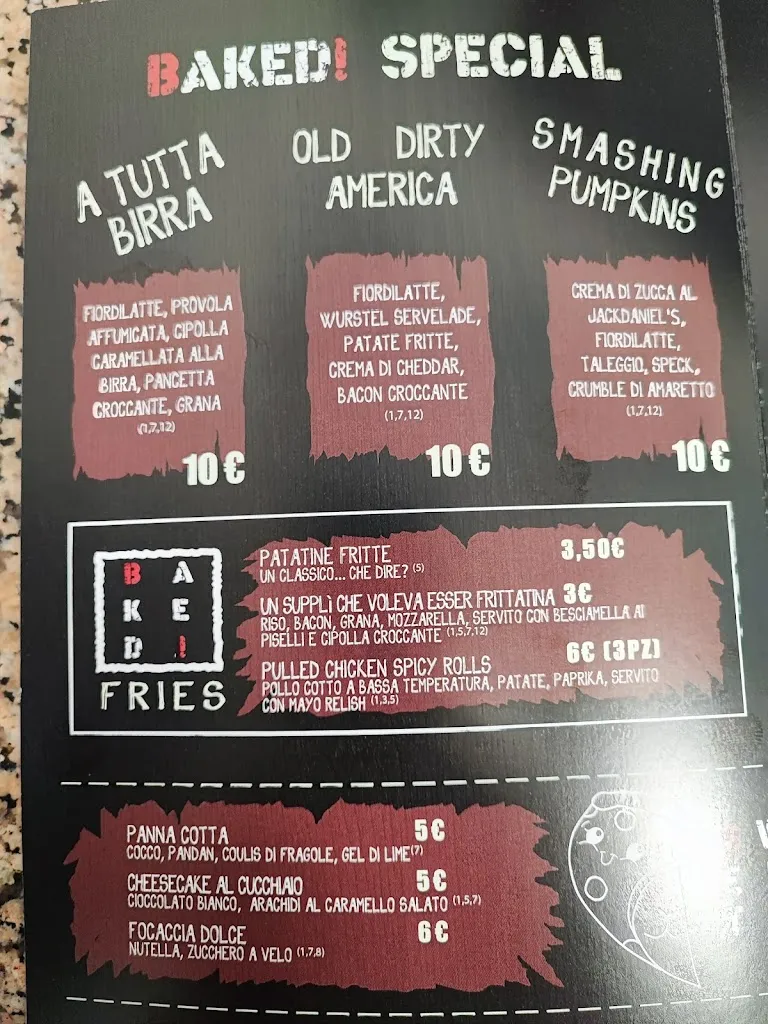 BAKED! SPECIAL
A TUTTA
BIRRA
FIORDILATTE, PROVOLA
AFFUMICATA, CIPOLLA
CARAMELLATA ALLA
BIRRA, PANCETTA
CROCCANTE, GRANA
(1,7,12)
10 €
OLD DIRTY
AMERICA
FIORDILATTE,
WURSTEL SERVELADE,
PATATE FRITTE,
CREMA DI CHEDDAR,
BACON CROCCANTE
(1,7,12)
10 €
SMASHING
PUMPKINS
CREMA DI ZUCCA AL
JACKDANIEL'S,
FIORDILATTE,
TALEGGIO, SPECK,
CRUMBLE DI AMARETTO
(1,7,12)
10 €
B A
K E
D !
FRIES
PATATINE FRITTE 3,50€
UN CLASSICO... CHE DIRE? (5)
UN SUPPLÌ CHE VOLEVA ESSER FRITTATINA 3€
RISO, BACON, GRANA, MOZZARELLA, SERVITO CON BESCIAMELLA AI
PISELLI E CIPOLLA CROCCANTE (1,5,7,12)
PULLED CHICKEN SPICY ROLLS 6€ (3PZ)
POLLO COTTO A BASSA TEMPERATURA, PATATE, PAPRIKA, SERVITO
CON MAYO RELISH (1,3,5)
PANNA COTTA 5€
COCCO, PANDAN, COULIS DI FRAGOLE, GEL DI LIME(7)
CHEESECAKE AL CUCCHIAIO 5€
CIOCCOLATO BIANCO, ARACHIDI AL CARAMELLO SALATO (1,5,7)
FOCACCIA DOLCE 6€
NUTELLA, ZUCCHERO A VELO (1,7,8)